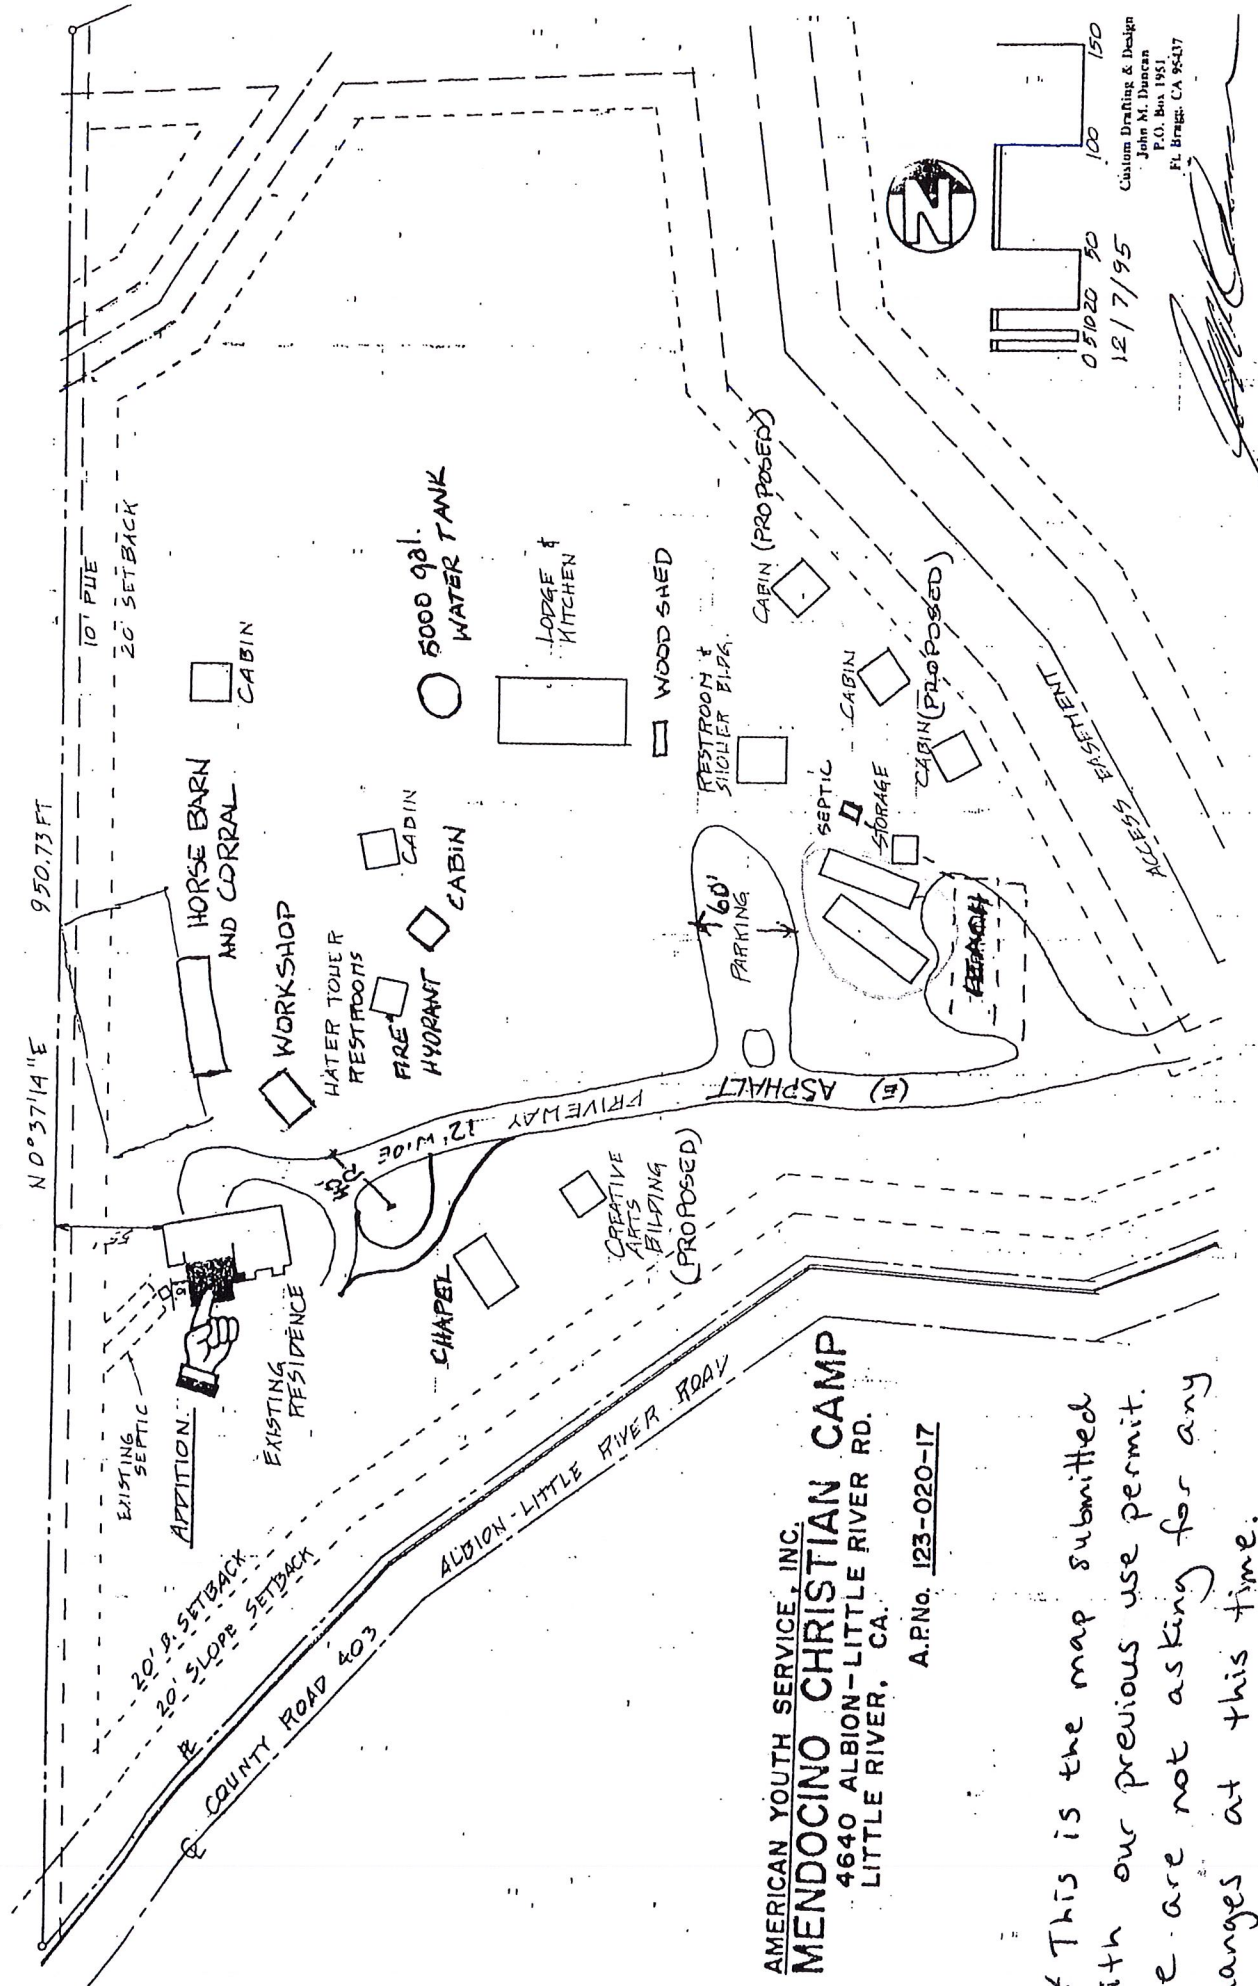 N 0°37'14"E
950.73 FT
10' PUE
20' SETBACK
HORSE BARN
AND CORRAL
CABIN
WORKSHOP
WATER TOWER
RESTROOMS
FIRE
HYDRANT
CABIN
CABIN
5000 gal.
WATER TANK
LODGE &
KITCHEN
WOOD SHED
RESTROOM &
SHOWER BLDG.
CABIN (PROPOSED)
CABIN
CABIN (PROPOSED)
SEPTIC
STORAGE
60'
PARKING
ACCESS EASEMENT
(E) ASPHALT
DRIVEWAY
12' WIDE
EXISTING
SEPTIC
ADDITION
EXISTING
RESIDENCE
CHAPEL
CREATIVE
ARTS
BILDING
(PROPOSED)
20' B. SETBACK
20' SLOPE SETBACK
COUNTY ROAD 403
ALBION-LITTLE RIVER ROAD
N
0 5 10 20 50 100 150
12/7/95
Custom Drafting & Design
John M. Duncan
P.O. Box 1951
Ft. Bragg, CA 95437
AMERICAN YOUTH SERVICE, INC.
MENDOCINO CHRISTIAN CAMP
4640 ALBION-LITTLE RIVER RD.
LITTLE RIVER, CA.
A.P.No. 123-020-17
This is the map submitted
our previous use permit.
are not asking for any
at this time.